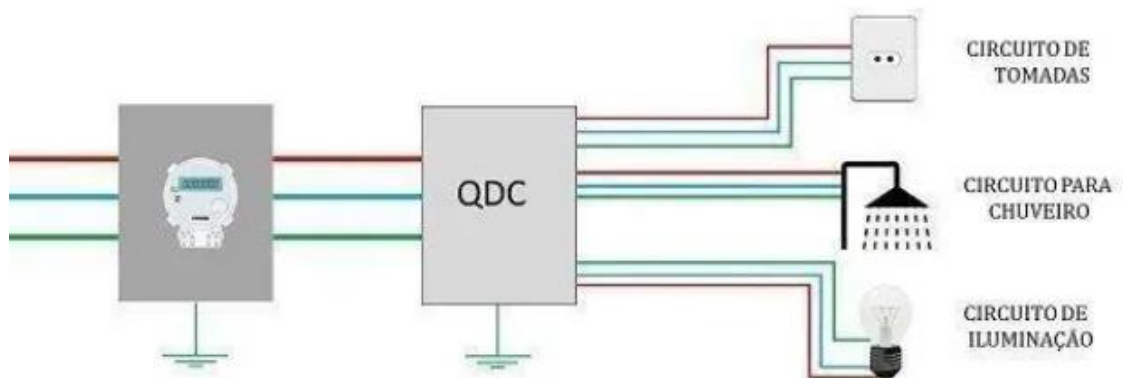 CIRCUITO DE
TOMADAS
QDC
CIRCUITO PARA
CHUVEIRO
CIRCUITO DE
ILUMINAÇÃO